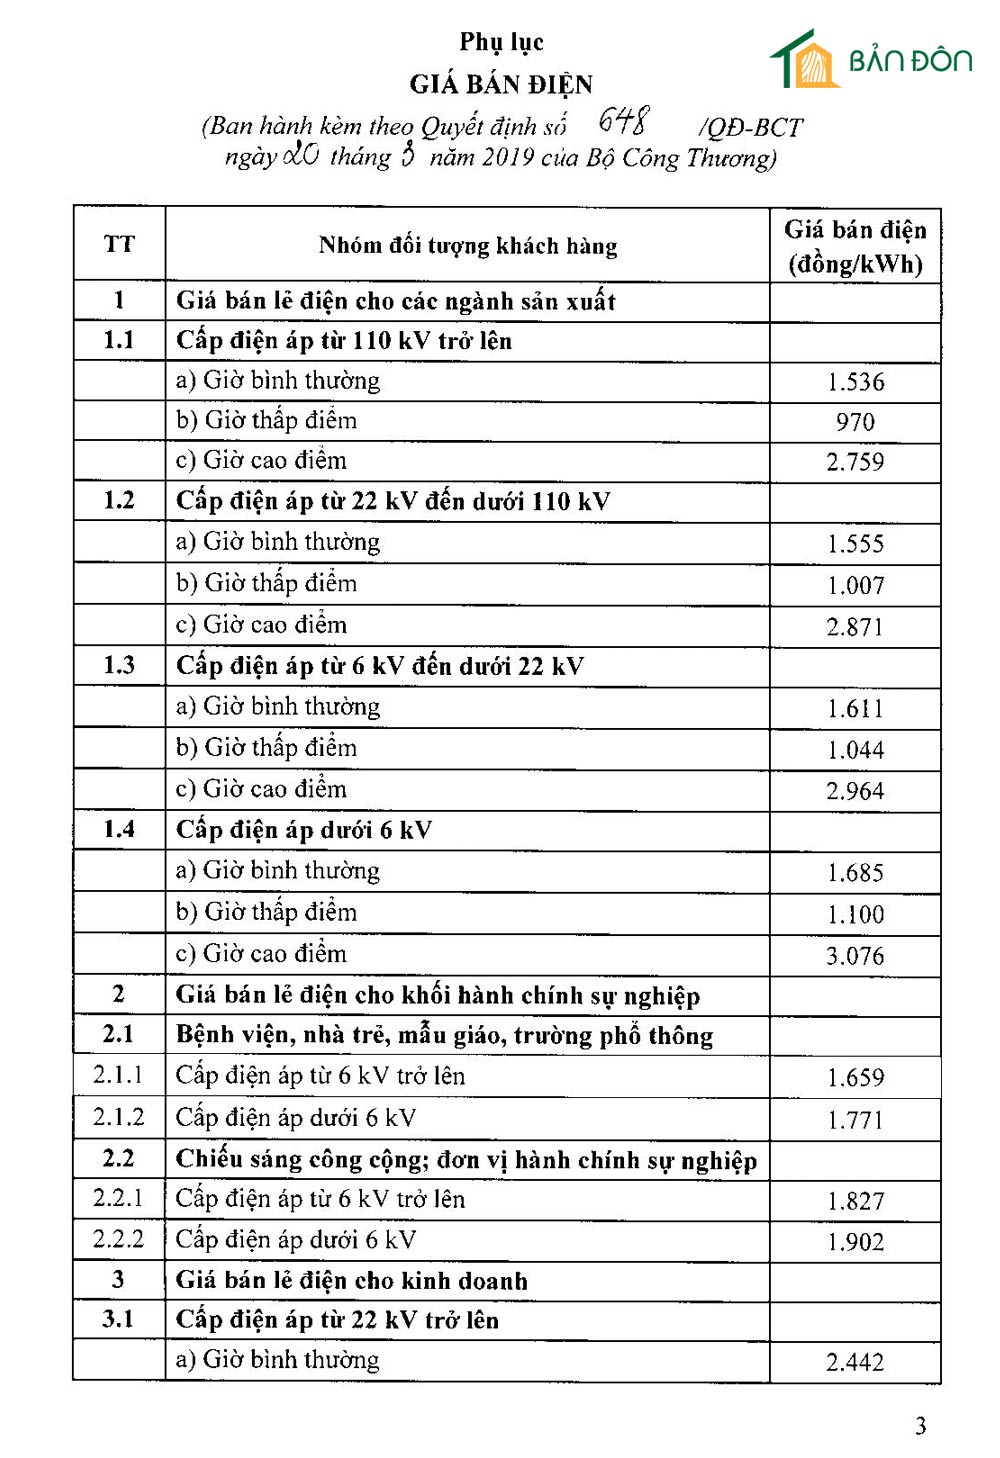 Phụ lục
BẢN ĐÔN
GIÁ BÁN ĐIỆN
(Ban hành kèm theo Quyết định số 648 /QĐ-BCT
ngày 20 tháng 3 năm 2019 của Bộ Công Thương)
TT Nhóm đối tượng khách hàng Giá bán điện
(đồng/kWh)
1 Giá bán lẻ điện cho các ngành sản xuất
1.1 Cấp điện áp từ 110 kV trở lên
a) Giờ bình thường 1.536
b) Giờ thấp điểm 970
c) Giờ cao điểm 2.759
1.2 Cấp điện áp từ 22 kV đến dưới 110 kV
a) Giờ bình thường 1.555
b) Giờ thấp điểm 1.007
c) Giờ cao điểm 2.871
1.3 Cấp điện áp từ 6 kV đến dưới 22 kV
a) Giờ bình thường 1.611
b) Giờ thấp điểm 1.044
c) Giờ cao điểm 2.964
1.4 Cấp điện áp dưới 6 kV
a) Giờ bình thường 1.685
b) Giờ thấp điểm 1.100
c) Giờ cao điểm 3.076
2 Giá bán lẻ điện cho khối hành chính sự nghiệp
2.1 Bệnh viện, nhà trẻ, mẫu giáo, trường phổ thông
2.1.1 Cấp điện áp từ 6 kV trở lên 1.659
2.1.2 Cấp điện áp dưới 6 kV 1.771
2.2 Chiếu sáng công cộng; đơn vị hành chính sự nghiệp
2.2.1 Cấp điện áp từ 6 kV trở lên 1.827
2.2.2 Cấp điện áp dưới 6 kV 1.902
3 Giá bán lẻ điện cho kinh doanh
3.1 Cấp điện áp từ 22 kV trở lên
a) Giờ bình thường 2.442
3